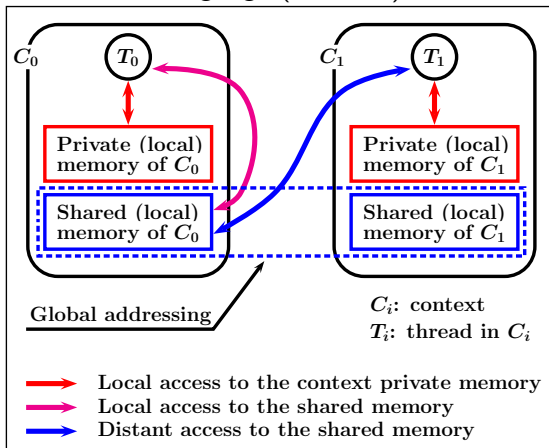 C0
T0
C1
T1
Private (local)
memory of C0
Private (local)
memory of C1
Shared (local)
memory of C0
Shared (local)
memory of C1
Global addressing
Ci: context
Ti: thread in Ci
Local access to the context private memory
Local access to the shared memory
Distant access to the shared memory